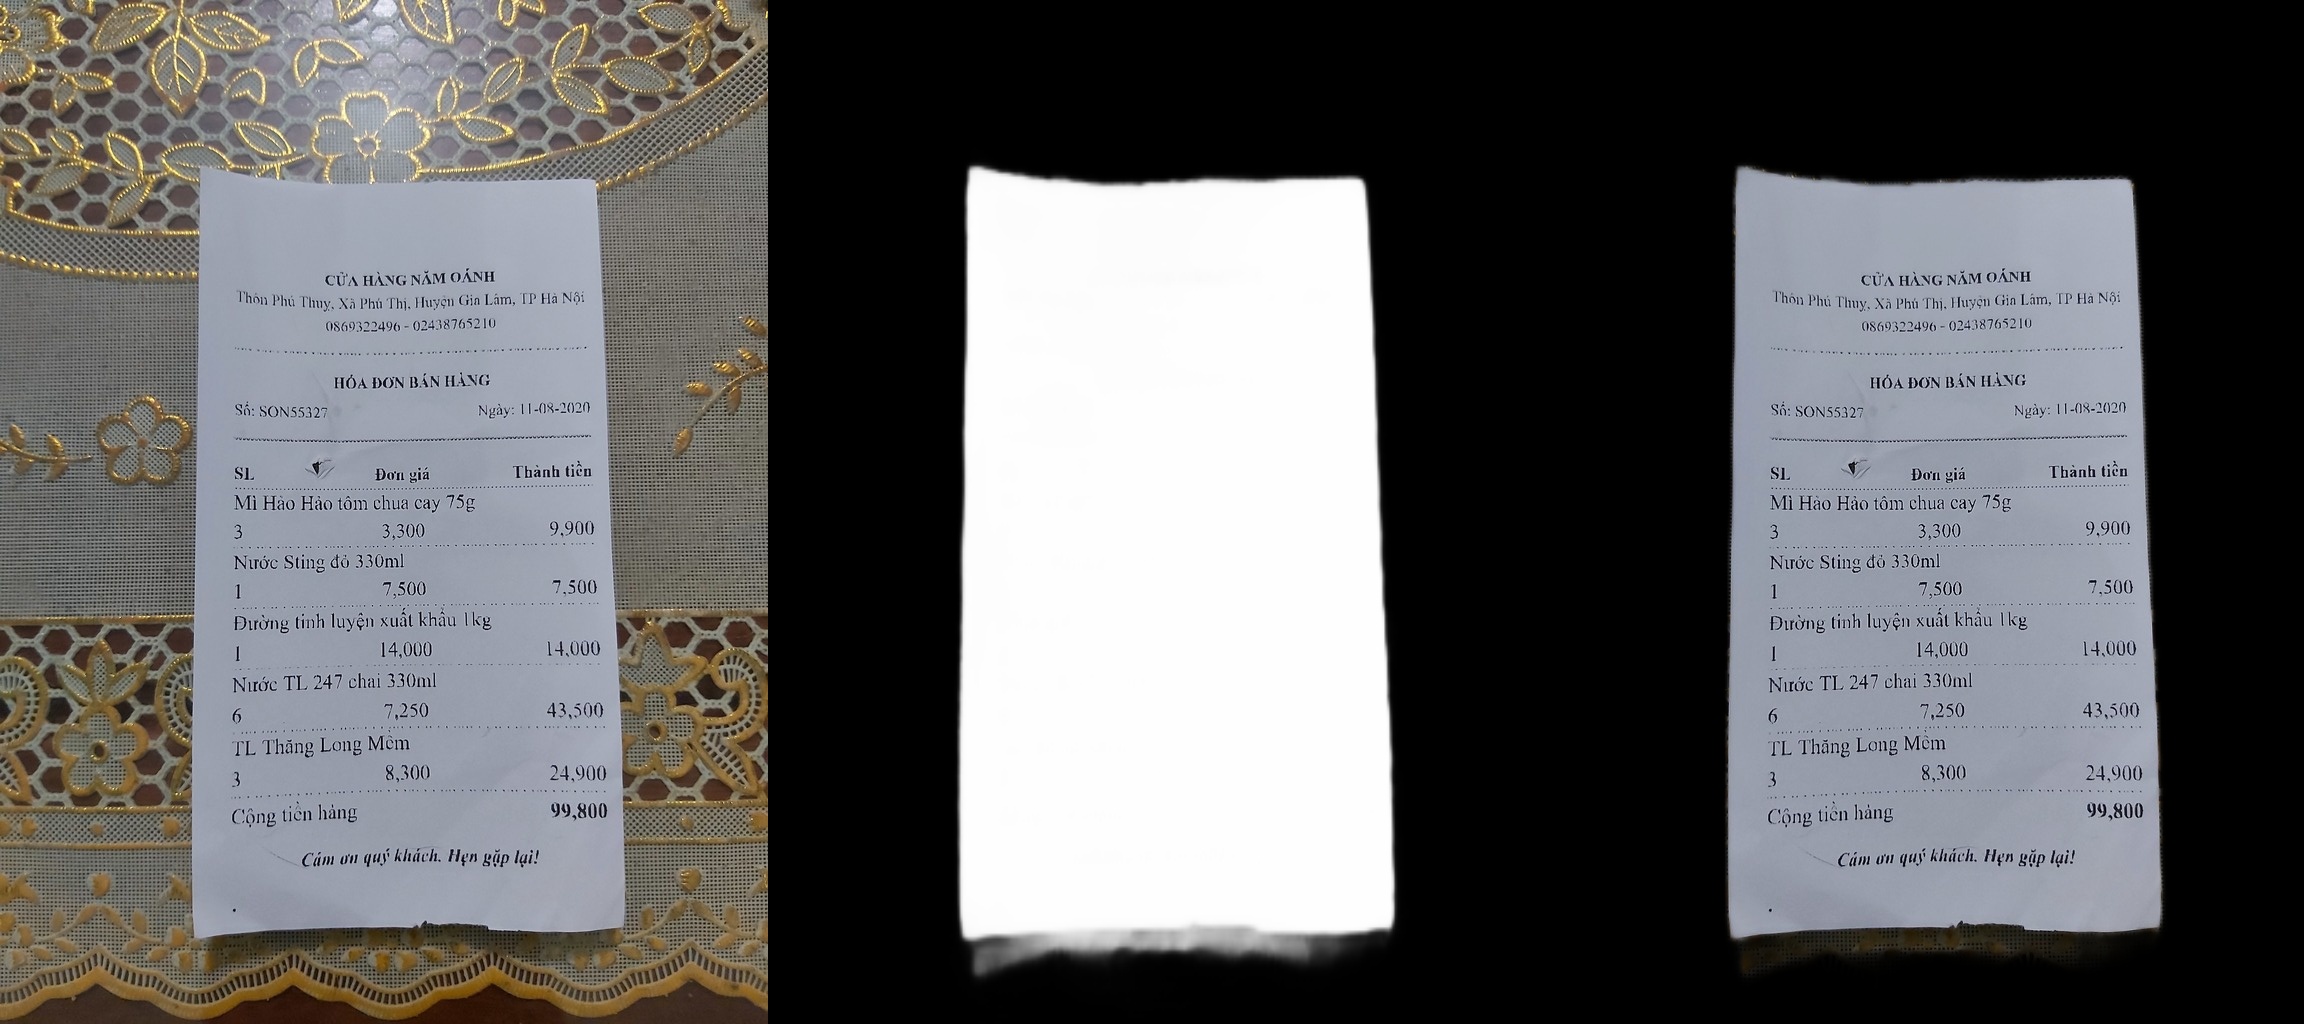 CỬA HÀNG NĂM OÁNH
Thôn Phú Thuỵ, Xã Phú Thị, Huyện Gia Lâm, TP Hà Nội
0869322496 - 02438765210
HÓA ĐƠN BÁN HÀNG
Số: SON55327 Ngày: 11-08-2020
SL Đơn giá Thành tiền
Mì Hảo Hảo tôm chua cay 75g
3 3,300 9,900
Nước Sting đỏ 330ml
1 7,500 7,500
Đường tinh luyện xuất khẩu 1kg
1 14,000 14,000
Nước TL 247 chai 330ml
6 7,250 43,500
TL Thăng Long Mềm
3 8,300 24,900
Cộng tiền hàng 99,800
Cám ơn quý khách. Hẹn gặp lại!
CỬA HÀNG NĂM OÁNH
Thôn Phú Thuỵ, Xã Phú Thị, Huyện Gia Lâm, TP Hà Nội
0869322496 - 02438765210
HÓA ĐƠN BÁN HÀNG
Số: SON55327 Ngày: 11-08-2020
SL Đơn giá Thành tiền
Mì Hảo Hảo tôm chua cay 75g
3 3,300 9,900
Nước Sting đỏ 330ml
1 7,500 7,500
Đường tinh luyện xuất khẩu 1kg
1 14,000 14,000
Nước TL 247 chai 330ml
6 7,250 43,500
TL Thăng Long Mềm
3 8,300 24,900
Cộng tiền hàng 99,800
Cám ơn quý khách. Hẹn gặp lại!